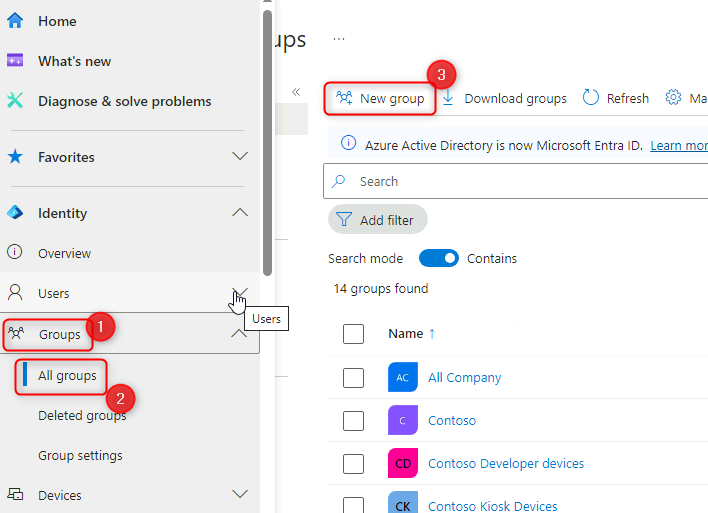 Home
What's new
Diagnose & solve problems
Favorites
Identity
Overview
Users
Users
Groups
1
All groups
2
Deleted groups
Group settings
Devices
ups
...
«
3
New group
Download groups
Refresh
Ma
Azure Active Directory is now Microsoft Entra ID. Learn mor
Search
Add filter
Search mode
Contains
14 groups found
Name ↑
AC All Company
C Contoso
CD Contoso Developer devices
CK Contoso Kiosk Devices